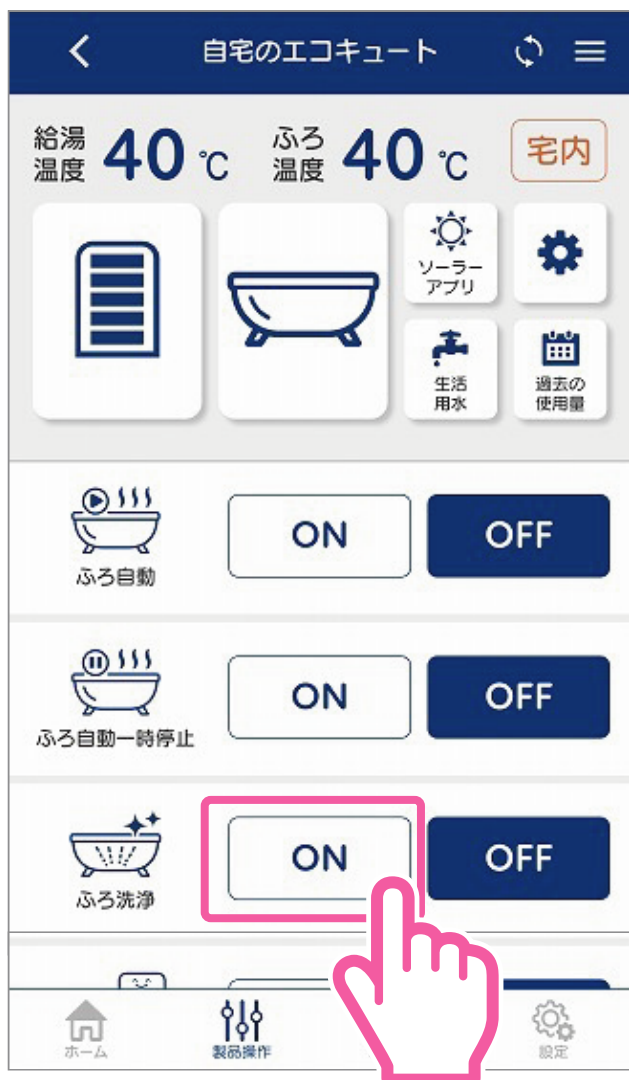 自宅のエコキュート
給湯
温度 40 ℃
ふろ
温度 40 ℃
宅内
ソーラー
アプリ
生活
用水
過去の
使用量
ON OFF
ふろ自動
ON OFF
ふろ自動一時停止
ON OFF
ふろ洗浄
ホーム 製品操作 設定